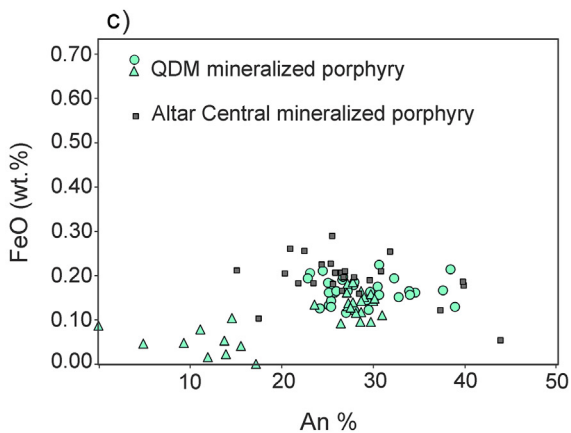 c)
0.70
QDM mineralized porphyry
0.60
Altar Central mineralized porphyry
0.50
0.40
0.30
0.20
0.10
0.00
FeO (wt.%)
10
20
30
40
50
An %